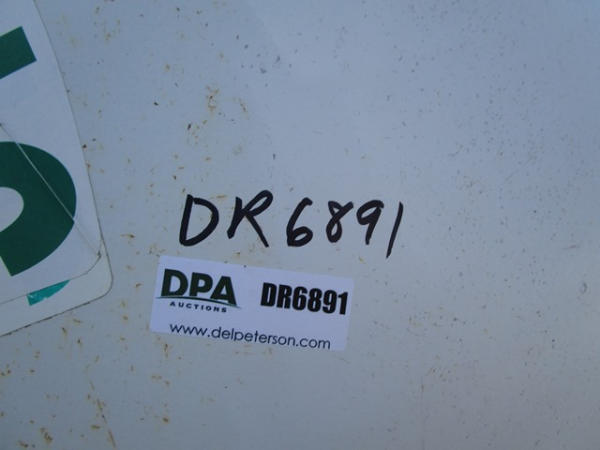 DR6891
DPA
AUCTIONS
DR6891
www.delpeterson.com